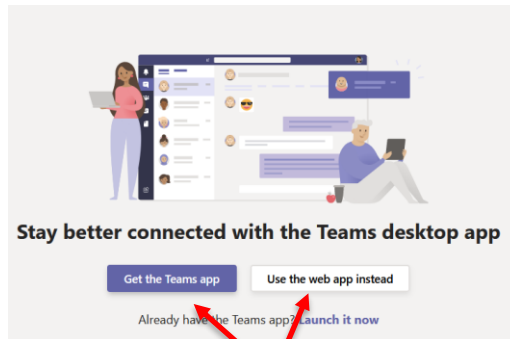 Stay better connected with the Teams desktop app
Get the Teams app
Use the web app instead
Already have the Teams app? Launch it now